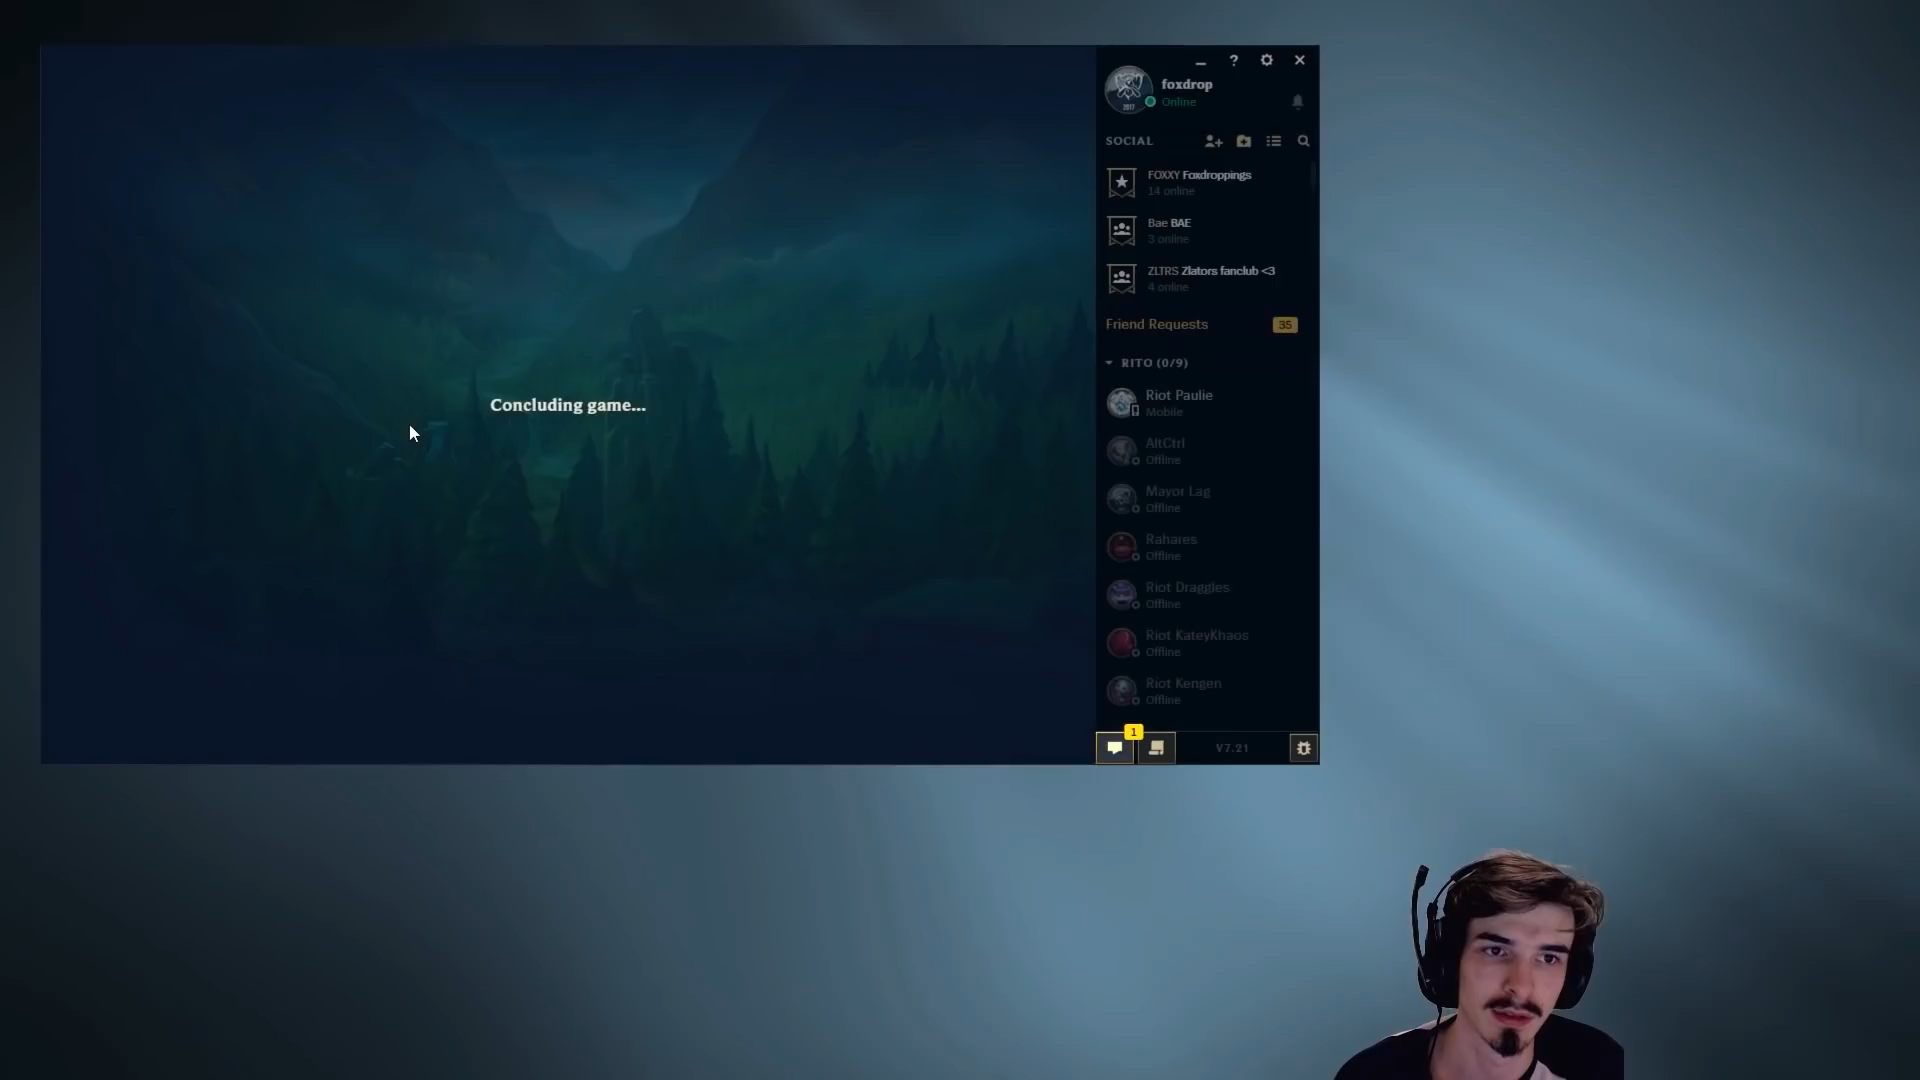 foxdrop
2017
Online
SOCIAL
FOXXY Foxdroppings
14 online
Bae BAE
3 online
ZLTRS Zlators fanclub <3
4 online
Friend Requests
35
RITO (0/9)
Riot Paulie
Mobile
AltCtrl
Offline
Mayor Lag
Offline
Rahares
Offline
Riot Draggles
Offline
Riot KateyKhaos
Offline
Riot Kengen
Offline
1
V7.21
Concluding game...